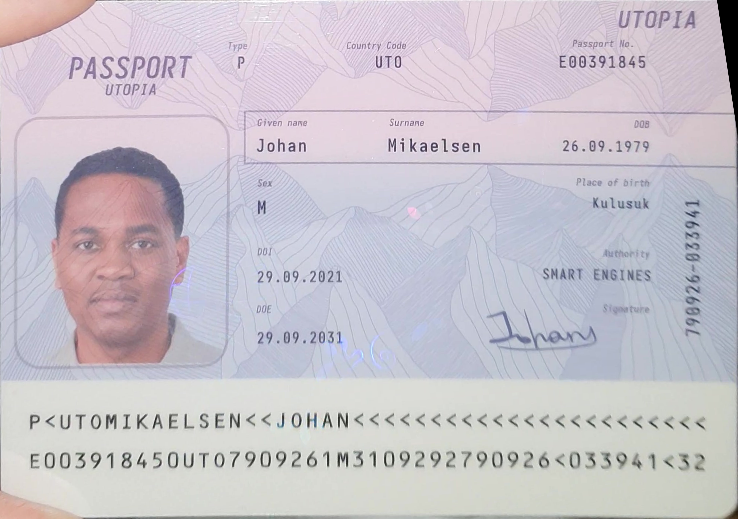 UTOPIA
Type Country Code Passport No.
PASSPORT P UTO E00391845
UTOPIA
Given name Surname DOB
Johan Mikaelsen 26.09.1979
Sex Place of birth
M Kulusuk
DOI Authority
29.09.2021 SMART ENGINES
DOE Signature
29.09.2031 Johans
790926-033941
P<UTOMIKAELSEN<<JOHAN<<<<<<<<<<<<<<<<<<<<<<<
E003918450UTO7909261M3109292790926<033941<32